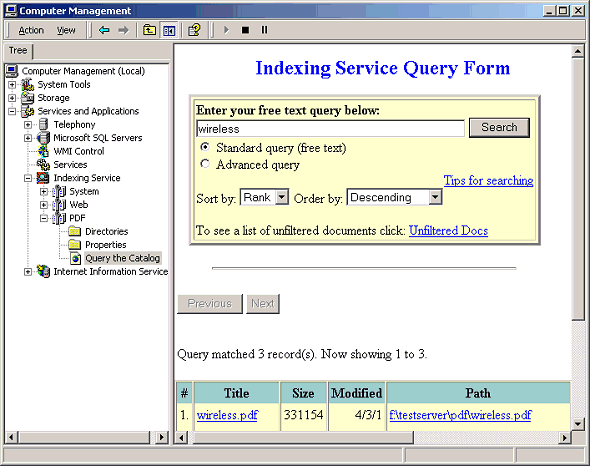 Computer Management
Action View
Tree
Computer Management (Local)
System Tools
Storage
Services and Applications
Telephony
Microsoft SQL Servers
WMI Control
Services
Indexing Service
System
Web
PDF
Directories
Properties
Query the Catalog
Internet Information Service
Indexing Service Query Form
Enter your free text query below:
wireless Search
Standard query (free text)
Advanced query
Tips for searching
Sort by: Rank Order by: Descending
To see a list of unfiltered documents click: Unfiltered Docs
Previous Next
Query matched 3 record(s). Now showing 1 to 3.
# Title Size Modified Path
1. wireless.pdf 331154 4/3/1 f:\testserver\pdf\wireless.pdf